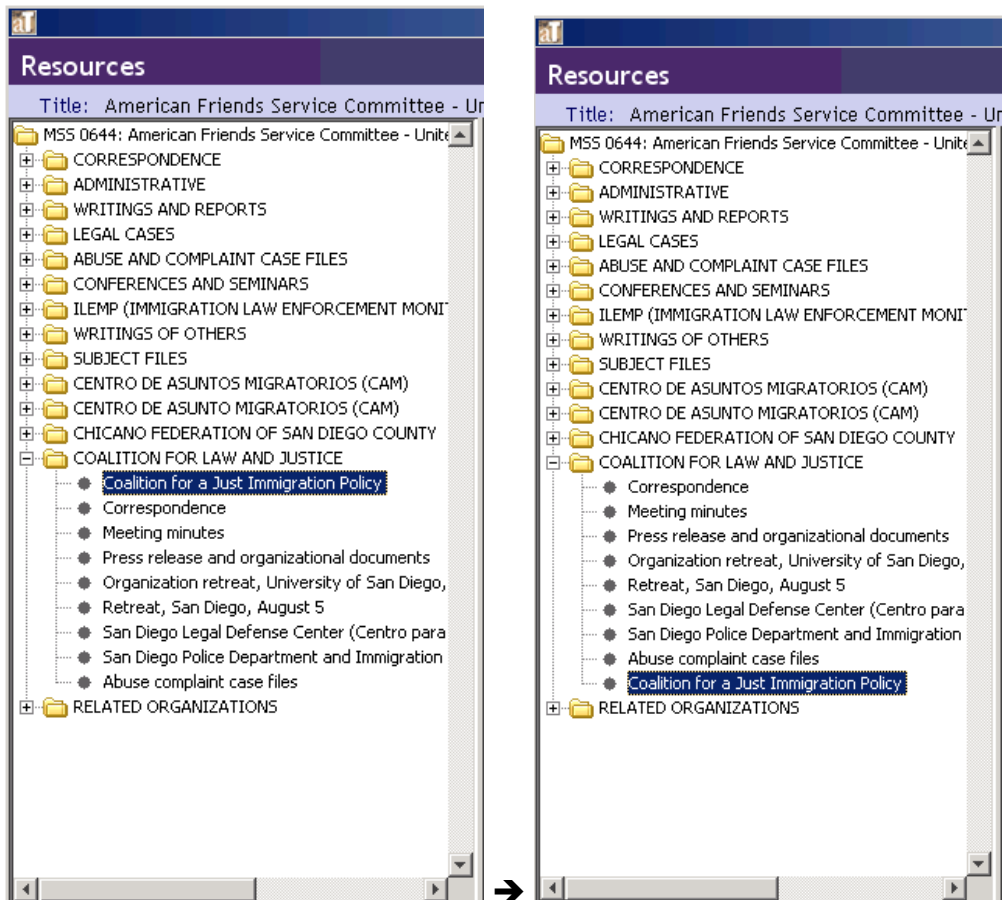 aT
Resources
Title: American Friends Service Committee - Un
MSS 0644: American Friends Service Committee - Unite
CORRESPONDENCE
ADMINISTRATIVE
WRITINGS AND REPORTS
LEGAL CASES
ABUSE AND COMPLAINT CASE FILES
CONFERENCES AND SEMINARS
ILEMP (IMMIGRATION LAW ENFORCEMENT MONIT
WRITINGS OF OTHERS
SUBJECT FILES
CENTRO DE ASUNTOS MIGRATORIOS (CAM)
CENTRO DE ASUNTO MIGRATORIOS (CAM)
CHICANO FEDERATION OF SAN DIEGO COUNTY
COALITION FOR LAW AND JUSTICE
Coalition for a Just Immigration Policy
Correspondence
Meeting minutes
Press release and organizational documents
Organization retreat, University of San Diego,
Retreat, San Diego, August 5
San Diego Legal Defense Center (Centro para
San Diego Police Department and Immigration
Abuse complaint case files
RELATED ORGANIZATIONS
➔
aT
Resources
Title: American Friends Service Committee - Un
MSS 0644: American Friends Service Committee - Unite
CORRESPONDENCE
ADMINISTRATIVE
WRITINGS AND REPORTS
LEGAL CASES
ABUSE AND COMPLAINT CASE FILES
CONFERENCES AND SEMINARS
ILEMP (IMMIGRATION LAW ENFORCEMENT MONIT
WRITINGS OF OTHERS
SUBJECT FILES
CENTRO DE ASUNTOS MIGRATORIOS (CAM)
CENTRO DE ASUNTO MIGRATORIOS (CAM)
CHICANO FEDERATION OF SAN DIEGO COUNTY
COALITION FOR LAW AND JUSTICE
Correspondence
Meeting minutes
Press release and organizational documents
Organization retreat, University of San Diego,
Retreat, San Diego, August 5
San Diego Legal Defense Center (Centro para
San Diego Police Department and Immigration
Abuse complaint case files
Coalition for a Just Immigration Policy
RELATED ORGANIZATIONS